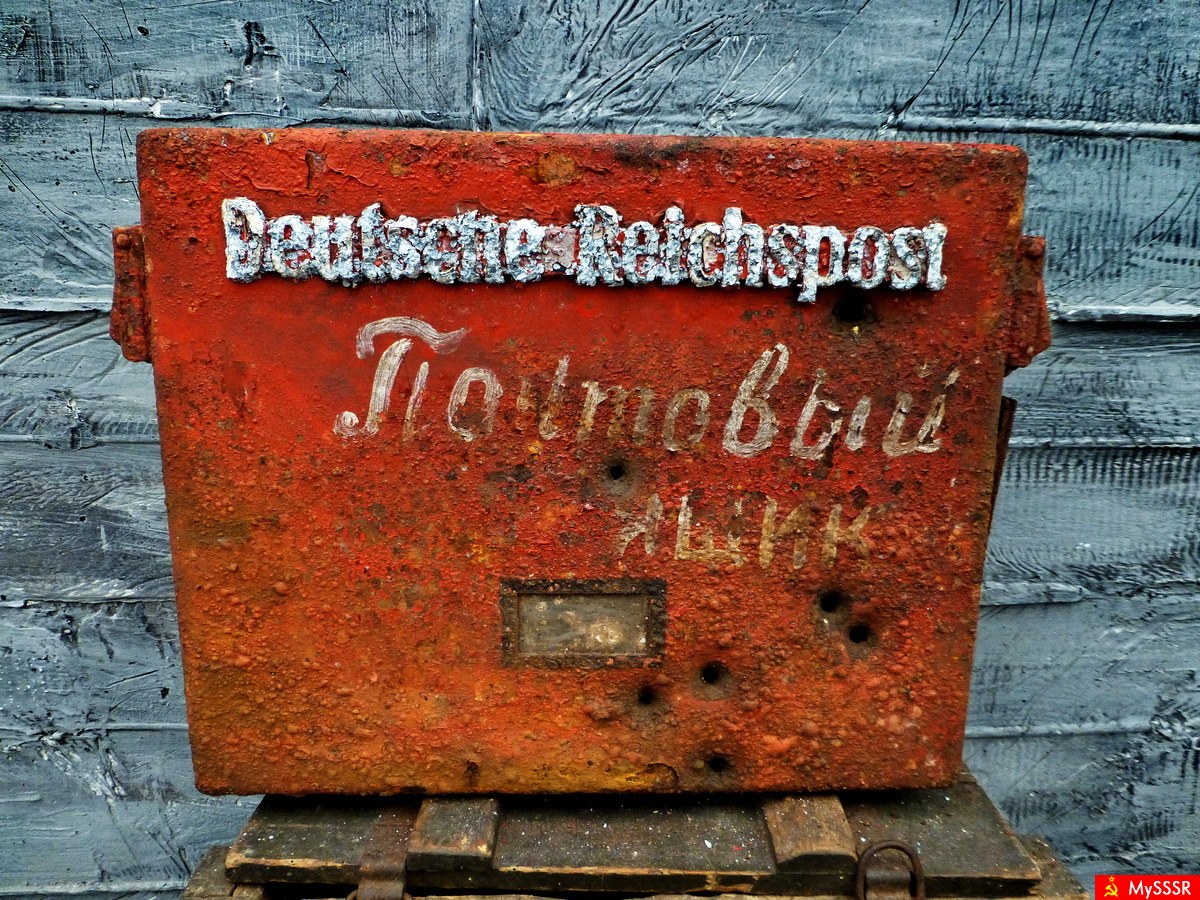 Deutsche Reichspost
Почтовый
ящик
MySSSR